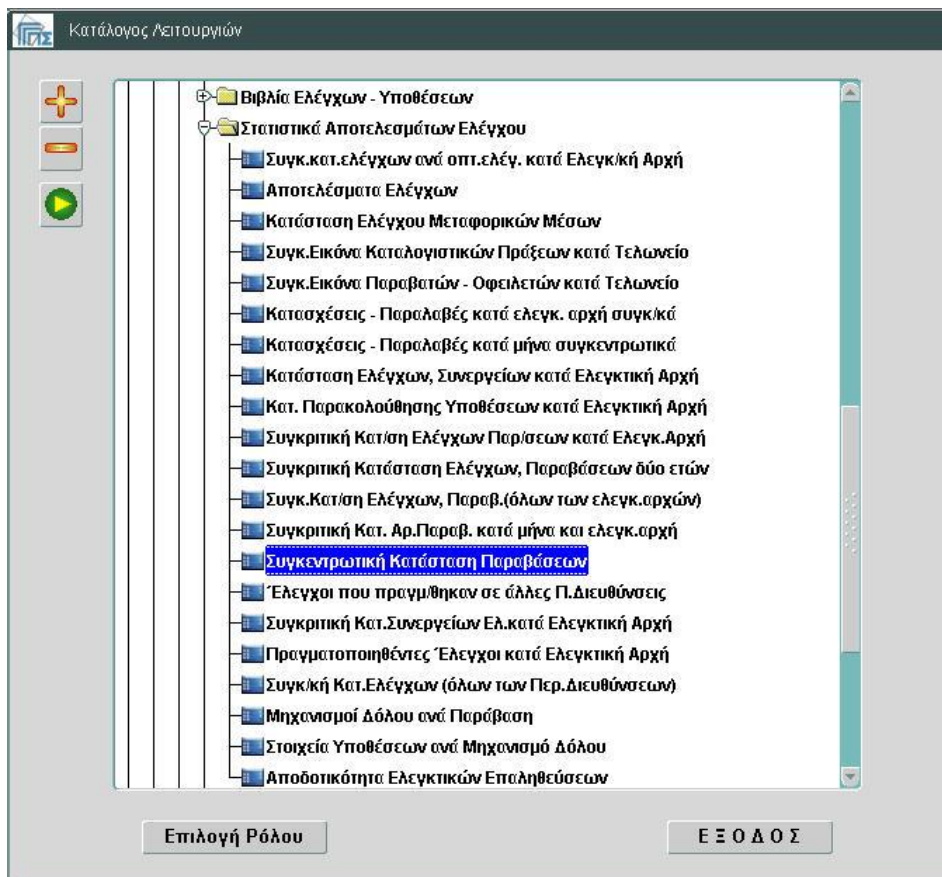 ΓΓΠΣ
Κατάλογος Λειτουργιών
Βιβλία Ελέγχων - Υποθέσεων
Στατιστικά Αποτελεσμάτων Ελέγχου
Συγκ.κατ.ελέγχων ανά οπτ.ελέγ. κατά Ελεγκ/κή Αρχή
Αποτελέσματα Ελέγχων
Κατάσταση Ελέγχου Μεταφορικών Μέσων
Συγκ.Εικόνα Καταλογιστικών Πράξεων κατά Τελωνείο
Συγκ.Εικόνα Παραβατών - Οφειλετών κατά Τελωνείο
Κατασχέσεις - Παραλαβές κατά ελεγκ. αρχή συγκ/κά
Κατασχέσεις - Παραλαβές κατά μήνα συγκεντρωτικά
Κατάσταση Ελέγχων, Συνεργείων κατά Ελεγκτική Αρχή
Κατ. Παρακολούθησης Υποθέσεων κατά Ελεγκτική Αρχή
Συγκριτική Κατ/ση Ελέγχων Παρ/σεων κατά Ελεγκ.Αρχή
Συγκριτική Κατάσταση Ελέγχων, Παραβάσεων δύο ετών
Συγκ.Κατ/ση Ελέγχων, Παραβ.(όλων των ελεγκ.αρχών)
Συγκριτική Κατ. Αρ.Παραβ. κατά μήνα και ελεγκ.αρχή
Συγκεντρωτική Κατάσταση Παραβάσεων
Έλεγχοι που πραγμ/θηκαν σε άλλες Π.Διευθύνσεις
Συγκριτική Κατ.Συνεργείων Ελ.κατά Ελεγκτική Αρχή
Πραγματοποιηθέντες Έλεγχοι κατά Ελεγκτική Αρχή
Συγκ/κή Κατ.Ελέγχων (όλων των Περ.Διευθύνσεων)
Μηχανισμοί Δόλου ανά Παράβαση
Στοιχεία Υποθέσεων ανά Μηχανισμό Δόλου
Αποδοτικότητα Ελεγκτικών Επαληθεύσεων
Επιλογή Ρόλου
Ε Ξ Ο Δ Ο Σ